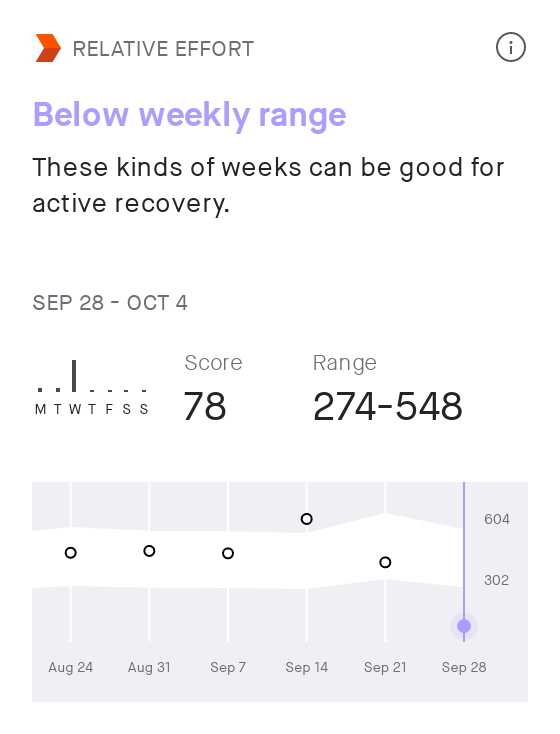 RELATIVE EFFORT
Below weekly range
These kinds of weeks can be good for
active recovery.
SEP 28 - OCT 4
Score
Range
78
274-548
M T W T F S S
604
302
Aug 24
Aug 31
Sep 7
Sep 14
Sep 21
Sep 28